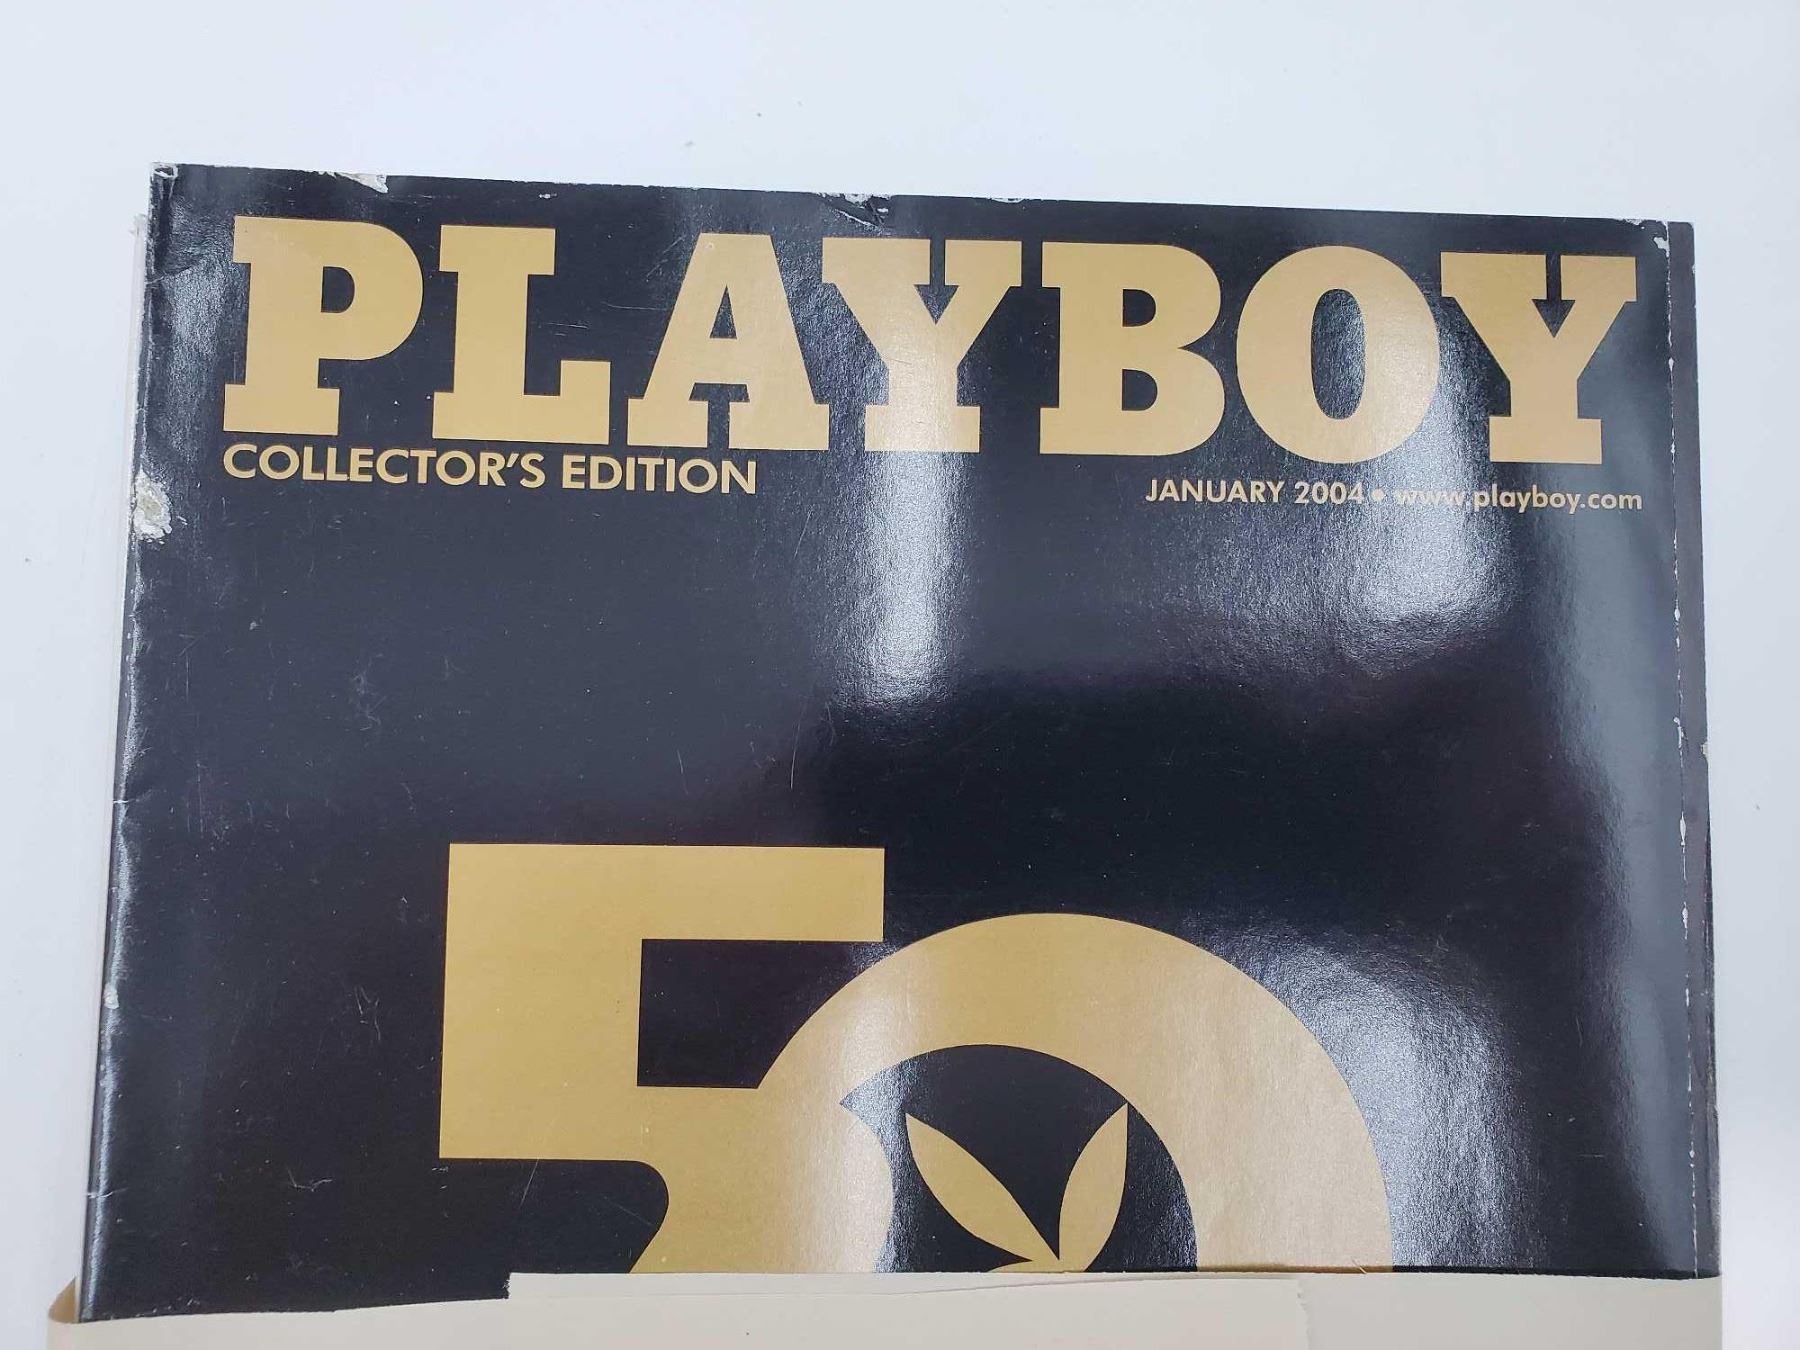 PLAYBOY
COLLECTOR'S EDITION
JANUARY 2004 • www.playboy.com
50